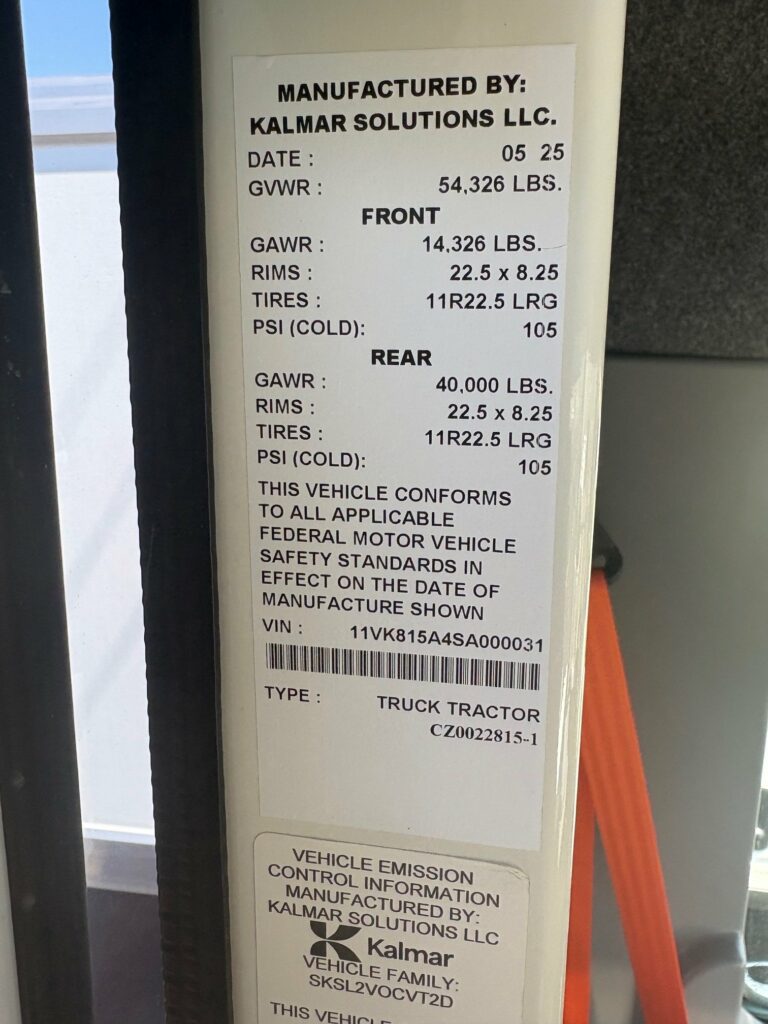 MANUFACTURED BY:
KALMAR SOLUTIONS LLC.
DATE : 05 25
GVWR : 54,326 LBS.
FRONT
GAWR : 14,326 LBS.
RIMS : 22.5 x 8.25
TIRES : 11R22.5 LRG
PSI (COLD): 105
REAR
GAWR : 40,000 LBS.
RIMS : 22.5 x 8.25
TIRES : 11R22.5 LRG
PSI (COLD): 105
THIS VEHICLE CONFORMS
TO ALL APPLICABLE
FEDERAL MOTOR VEHICLE
SAFETY STANDARDS IN
EFFECT ON THE DATE OF
MANUFACTURE SHOWN
VIN : 11VK815A4SA000031
TYPE : TRUCK TRACTOR
CZ0022815-1
VEHICLE EMISSION
CONTROL INFORMATION
MANUFACTURED BY:
KALMAR SOLUTIONS LLC
Kalmar
VEHICLE FAMILY:
SKSL2VOCVT2D
THIS VEHICLE